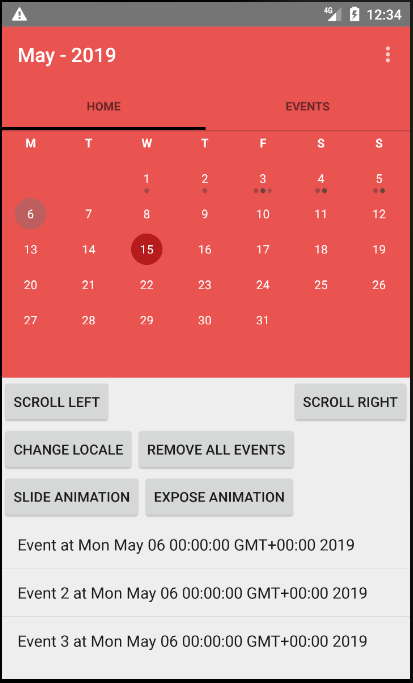 4G 12:34
May - 2019
HOME EVENTS
M T W T F S S
1 2 3 4 5
6 7 8 9 10 11 12
13 14 15 16 17 18 19
20 21 22 23 24 25 26
27 28 29 30 31
SCROLL LEFT SCROLL RIGHT
CHANGE LOCALE REMOVE ALL EVENTS
SLIDE ANIMATION EXPOSE ANIMATION
Event at Mon May 06 00:00:00 GMT+00:00 2019
Event 2 at Mon May 06 00:00:00 GMT+00:00 2019
Event 3 at Mon May 06 00:00:00 GMT+00:00 2019